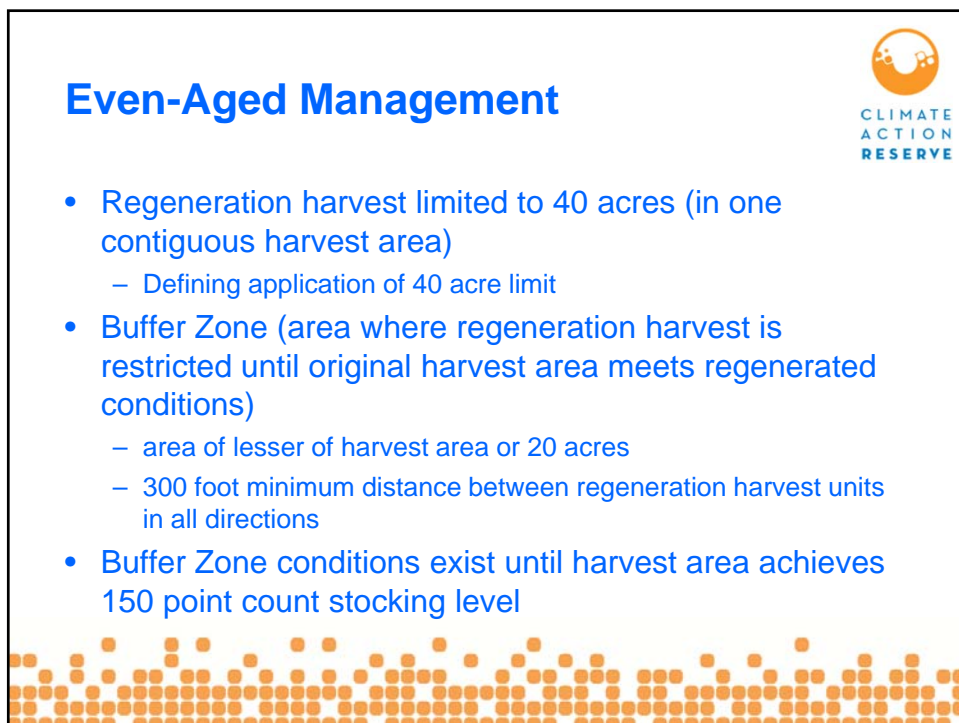 Even-Aged Management
CLIMATE
ACTION
RESERVE
• Regeneration harvest limited to 40 acres (in one
contiguous harvest area)
– Defining application of 40 acre limit
• Buffer Zone (area where regeneration harvest is
restricted until original harvest area meets regenerated
conditions)
– area of lesser of harvest area or 20 acres
– 300 foot minimum distance between regeneration harvest units
in all directions
• Buffer Zone conditions exist until harvest area achieves
150 point count stocking level